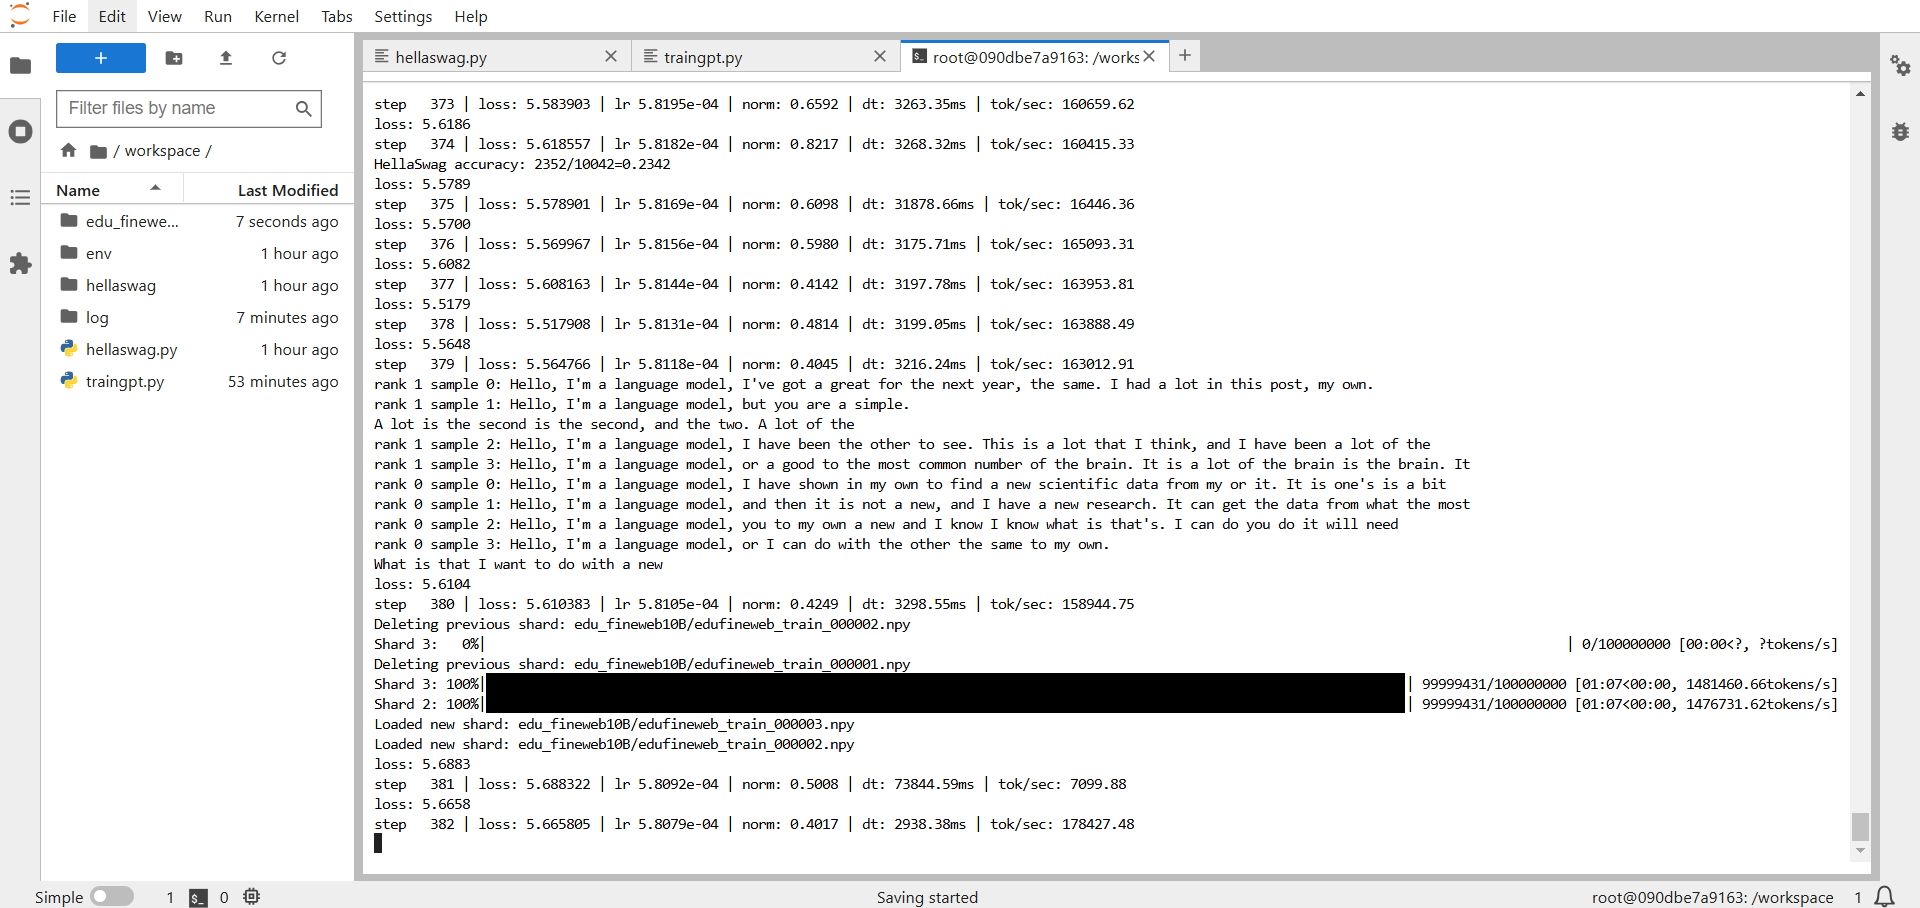 File Edit View Run Kernel Tabs Settings Help
+
Filter files by name
/ workspace /
Name Last Modified
edu_finewe... 7 seconds ago
env 1 hour ago
hellaswag 1 hour ago
log 7 minutes ago
hellaswag.py 1 hour ago
traingpt.py 53 minutes ago
hellaswag.py traingpt.py root@090dbe7a9163: /works +
step   373 | loss: 5.583903 | lr 5.8195e-04 | norm: 0.6592 | dt: 3263.35ms | tok/sec: 160659.62
loss: 5.6186
step   374 | loss: 5.618557 | lr 5.8182e-04 | norm: 0.8217 | dt: 3268.32ms | tok/sec: 160415.33
HellaSwag accuracy: 2352/10042=0.2342
loss: 5.5789
step   375 | loss: 5.578901 | lr 5.8169e-04 | norm: 0.6098 | dt: 31878.66ms | tok/sec: 16446.36
loss: 5.5700
step   376 | loss: 5.569967 | lr 5.8156e-04 | norm: 0.5980 | dt: 3175.71ms | tok/sec: 165093.31
loss: 5.6082
step   377 | loss: 5.608163 | lr 5.8144e-04 | norm: 0.4142 | dt: 3197.78ms | tok/sec: 163953.81
loss: 5.5179
step   378 | loss: 5.517908 | lr 5.8131e-04 | norm: 0.4814 | dt: 3199.05ms | tok/sec: 163888.49
loss: 5.5648
step   379 | loss: 5.564766 | lr 5.8118e-04 | norm: 0.4045 | dt: 3216.24ms | tok/sec: 163012.91
rank 1 sample 0: Hello, I'm a language model, I've got a great for the next year, the same. I had a lot in this post, my own.
rank 1 sample 1: Hello, I'm a language model, but you are a simple.
A lot is the second is the second, and the two. A lot of the
rank 1 sample 2: Hello, I'm a language model, I have been the other to see. This is a lot that I think, and I have been a lot of the
rank 1 sample 3: Hello, I'm a language model, or a good to the most common number of the brain. It is a lot of the brain is the brain. It
rank 0 sample 0: Hello, I'm a language model, I have shown in my own to find a new scientific data from my or it. It is one's is a bit
rank 0 sample 1: Hello, I'm a language model, and then it is not a new, and I have a new research. It can get the data from what the most
rank 0 sample 2: Hello, I'm a language model, you to my own a new and I know I know what is that's. I can do you do it will need
rank 0 sample 3: Hello, I'm a language model, or I can do with the other the same to my own.
What is that I want to do with a new
loss: 5.6104
step   380 | loss: 5.610383 | lr 5.8105e-04 | norm: 0.4249 | dt: 3298.55ms | tok/sec: 158944.75
Deleting previous shard: edu_fineweb10B/edufineweb_train_000002.npy
Shard 3:   0%| | 0/100000000 [00:00<?, ?tokens/s]
Deleting previous shard: edu_fineweb10B/edufineweb_train_000001.npy
Shard 3: 100%| | 99999431/100000000 [01:07<00:00, 1481460.66tokens/s]
Shard 2: 100%| | 99999431/100000000 [01:07<00:00, 1476731.62tokens/s]
Loaded new shard: edu_fineweb10B/edufineweb_train_000003.npy
Loaded new shard: edu_fineweb10B/edufineweb_train_000002.npy
loss: 5.6883
step   381 | loss: 5.688322 | lr 5.8092e-04 | norm: 0.5008 | dt: 73844.59ms | tok/sec: 7099.88
loss: 5.6658
step   382 | loss: 5.665805 | lr 5.8079e-04 | norm: 0.4017 | dt: 2938.38ms | tok/sec: 178427.48
Simple 1 $_ 0 Saving started root@090dbe7a9163: /workspace 1